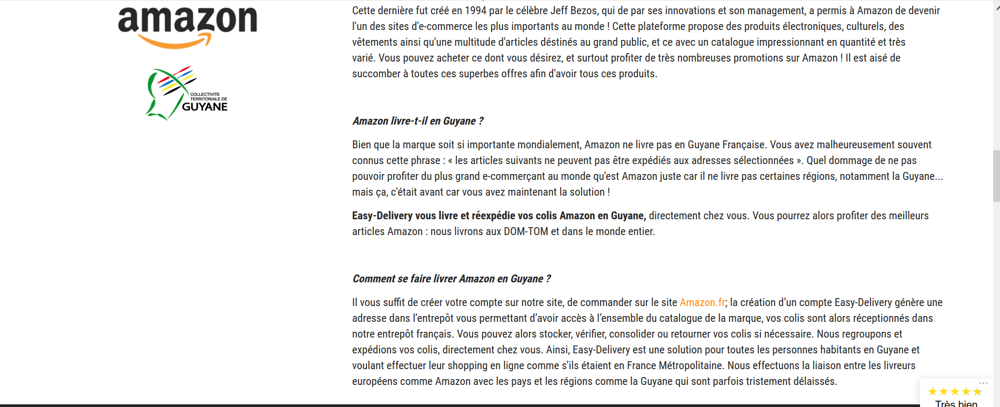 amazon
COLLECTIVITE
TERRITORIALE DE
GUYANE
Cette dernière fut créé en 1994 par le célèbre Jeff Bezos, qui de par ses innovations et son management, a permis à Amazon de devenir
l'un des sites d'e-commerce les plus importants au monde ! Cette plateforme propose des produits électroniques, culturels, des
vêtements ainsi qu'une multitude d'articles déstinés au grand public, et ce avec un catalogue impressionnant en quantité et très
varié. Vous pouvez acheter ce dont vous désirez, et surtout profiter de très nombreuses promotions sur Amazon ! Il est aisé de
succomber à toutes ces superbes offres afin d'avoir tous ces produits.
Amazon livre-t-il en Guyane ?
Bien que la marque soit si importante mondialement, Amazon ne livre pas en Guyane Française. Vous avez malheureusement souvent
connus cette phrase : « les articles suivants ne peuvent pas être expédiés aux adresses sélectionnées ». Quel dommage de ne pas
pouvoir profiter du plus grand e-commerçant au monde qu'est Amazon juste car il ne livre pas certaines régions, notamment la Guyane...
mais ça, c'était avant car vous avez maintenant la solution !
Easy-Delivery vous livre et réexpédie vos colis Amazon en Guyane, directement chez vous. Vous pourrez alors profiter des meilleurs
articles Amazon : nous livrons aux DOM-TOM et dans le monde entier.
Comment se faire livrer Amazon en Guyane ?
Il vous suffit de créer votre compte sur notre site, de commander sur le site Amazon.fr; la création d’un compte Easy-Delivery génère une
adresse dans l’entrepôt vous permettant d’avoir accès à l’ensemble du catalogue de la marque, vos colis sont alors réceptionnés dans
notre entrepôt français. Vous pouvez alors stocker, vérifier, consolider ou retourner vos colis si nécessaire. Nous regroupons et
expédions vos colis, directement chez vous. Ainsi, Easy-Delivery est une solution pour toutes les personnes habitants en Guyane et
voulant effectuer leur shopping en ligne comme s'ils étaient en France Métropolitaine. Nous effectuons la liaison entre les livreurs
européens comme Amazon avec les pays et les régions comme la Guyane qui sont parfois tristement délaissés.
Très bien